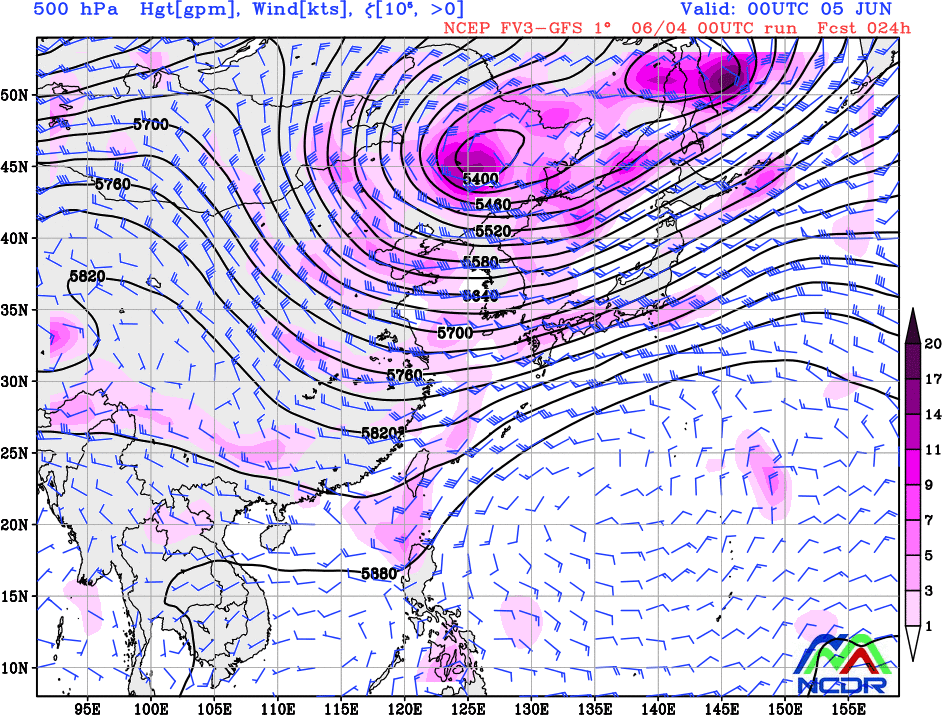 500 hPa Hgt[gpm], Wind[kts], ζ[10⁵, >0] Valid: 00UTC 05 JUN
NCEP FV3-GFS 1° 06/04 00UTC run Fcst 024h
50N
45N
40N
35N
30N
25N
20N
15N
10N
5700
5760
5820
5400
5460
5520
5580
5640
5700
5760
5820
5880
20
17
14
11
9
7
5
3
1
NCDR
95E 100E 105E 110E 115E 120E 125E 130E 135E 140E 145E 150E 155E